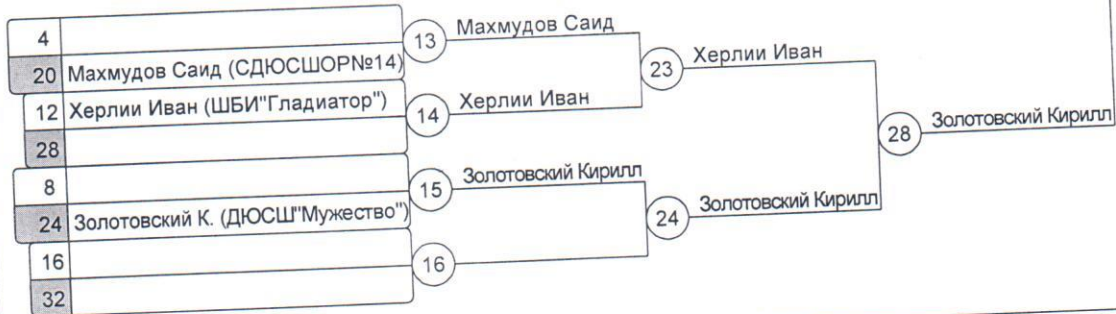 4
13 Махмудов Саид
20 Махмудов Саид (СДЮСШОР№14)
23 Херлии Иван
12 Херлии Иван (ШБИ"Гладиатор")
14 Херлии Иван
28
28 Золотовский Кирилл
8
15 Золотовский Кирилл
24 Золотовский К. (ДЮСШ"Мужество")
24 Золотовский Кирилл
16
16
32